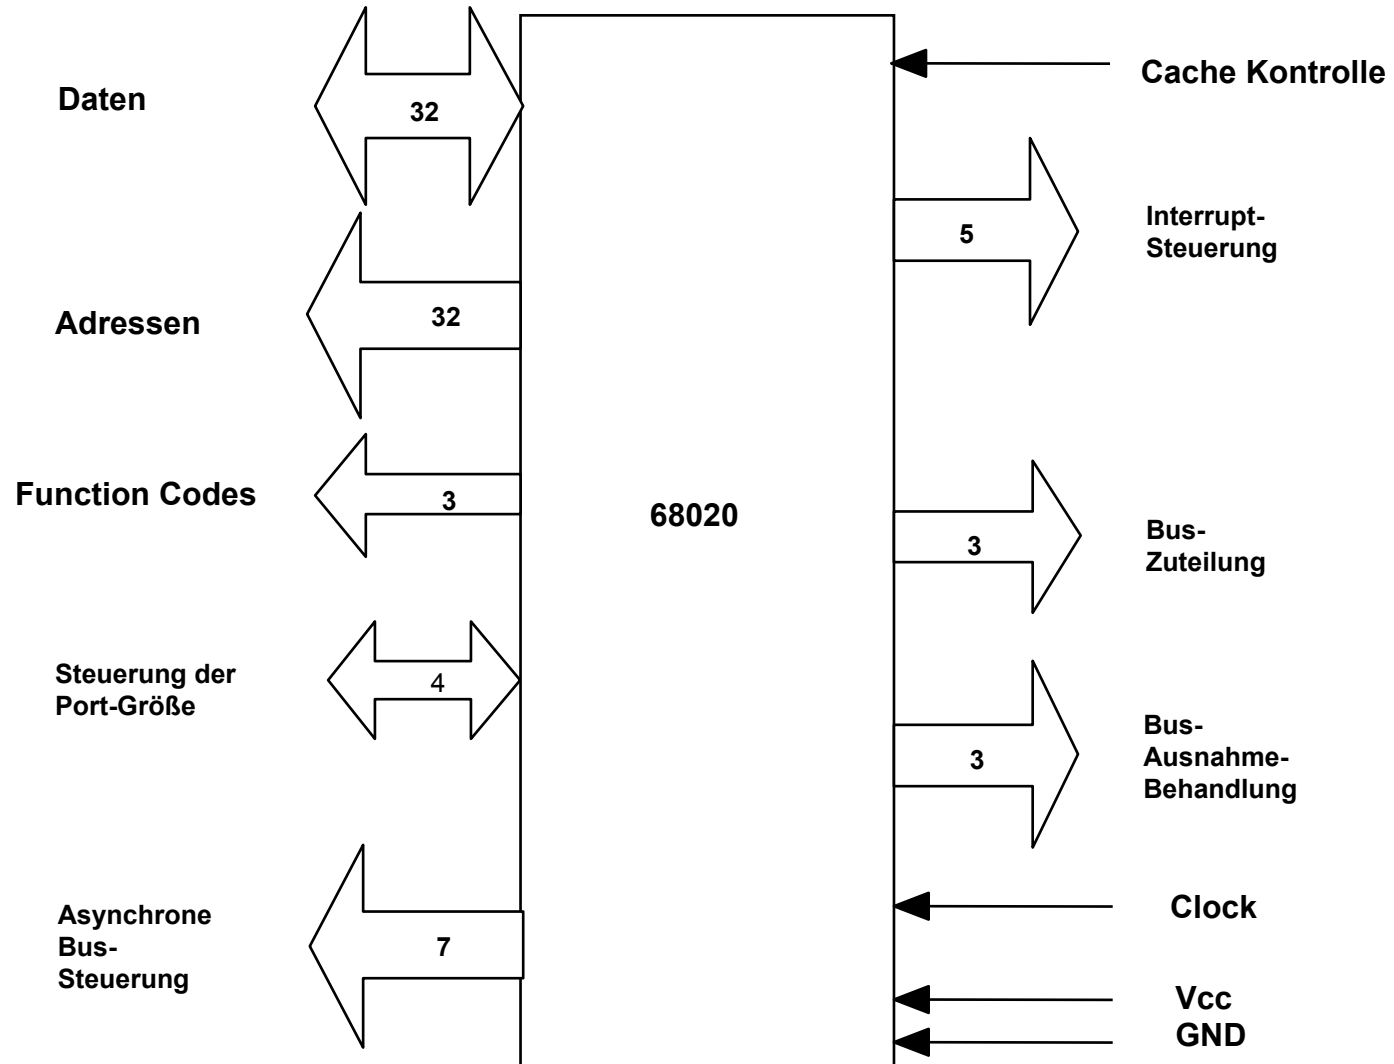 Daten
32
Adressen
32
Function Codes
3
Steuerung der
Port-Größe
4
Asynchrone
Bus-
Steuerung
7
68020
Cache Kontrolle
5
Interrupt-
Steuerung
3
Bus-
Zuteilung
3
Bus-
Ausnahme-
Behandlung
Clock
Vcc
GND